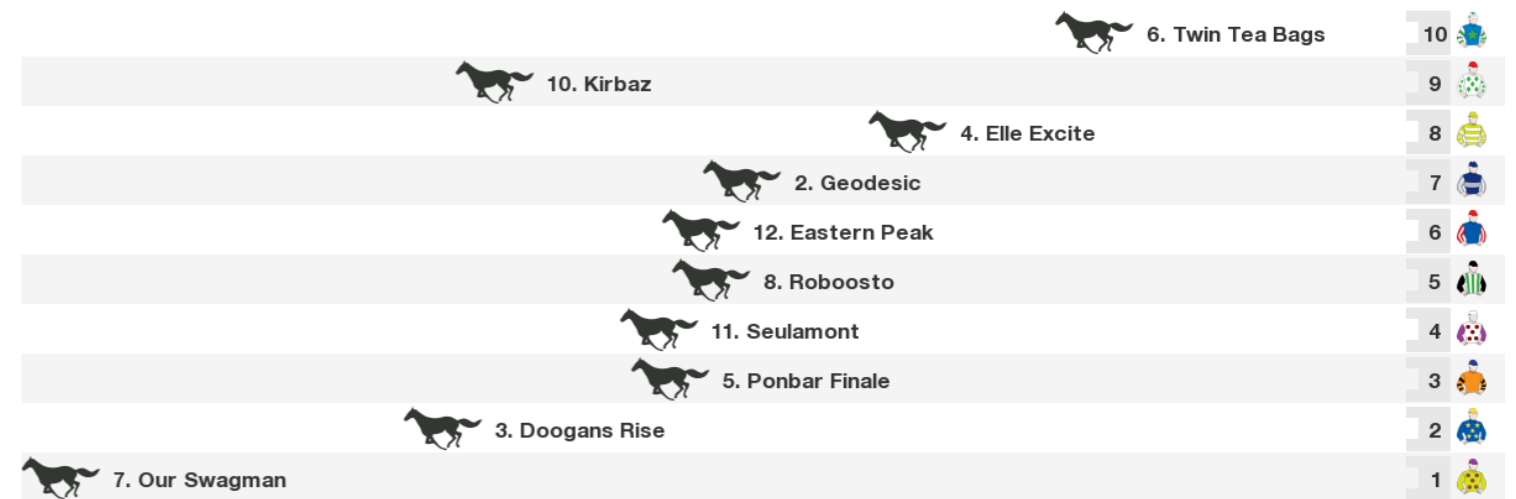 6. Twin Tea Bags 10
10. Kirbaz 9
4. Elle Excite 8
2. Geodesic 7
12. Eastern Peak 6
8. Roboosto 5
11. Seulamont 4
5. Ponbar Finale 3
3. Doogans Rise 2
7. Our Swagman 1